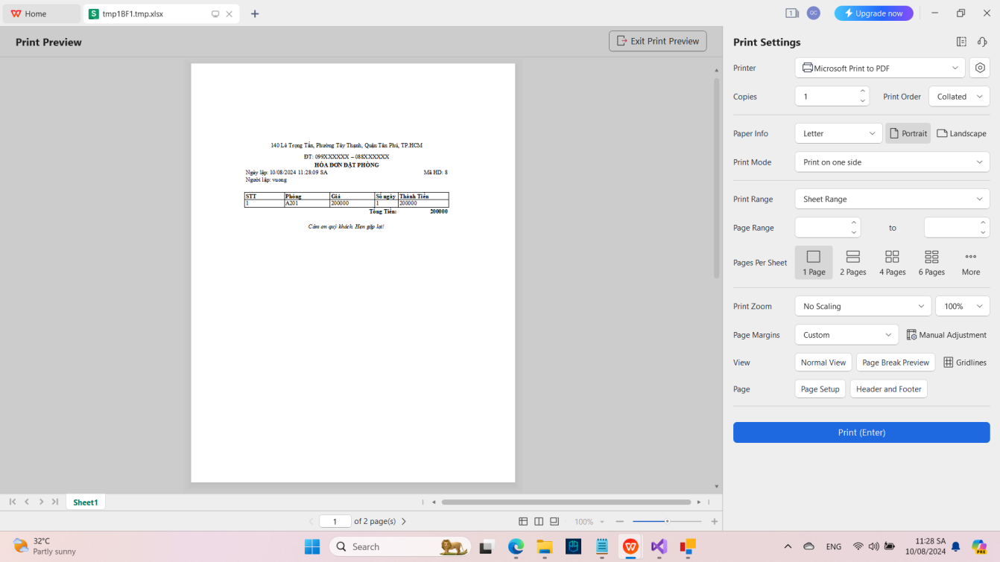 Home
tmp1BF1.tmp.xlsx
1
QC
Upgrade now
Print Preview
Exit Print Preview
140 Lê Trọng Tấn, Phường Tây Thạnh, Quận Tân Phú, TP.HCM
ĐT: 099XXXXXX – 088XXXXXX
HÓA ĐƠN ĐẶT PHÒNG
Ngày lập: 10/08/2024 11:28:09 SA Mã HD: 8
Người lập: vuong
STT Phòng Giá Số ngày Thành Tiền
1 A201 200000 1 200000
Tổng Tiền: 200000
Cảm ơn quý khách. Hẹn gặp lại!
Sheet1
1 of 2 page(s)
100%
Print Settings
Printer Microsoft Print to PDF
Copies 1 Print Order Collated
Paper Info Letter Portrait Landscape
Print Mode Print on one side
Print Range Sheet Range
Page Range to
Pages Per Sheet 1 Page 2 Pages 4 Pages 6 Pages More
Print Zoom No Scaling 100%
Page Margins Custom Manual Adjustment
View Normal View Page Break Preview Gridlines
Page Page Setup Header and Footer
Print (Enter)
32°C
Partly sunny
Search
ENG
11:28 SA
10/08/2024
PRE